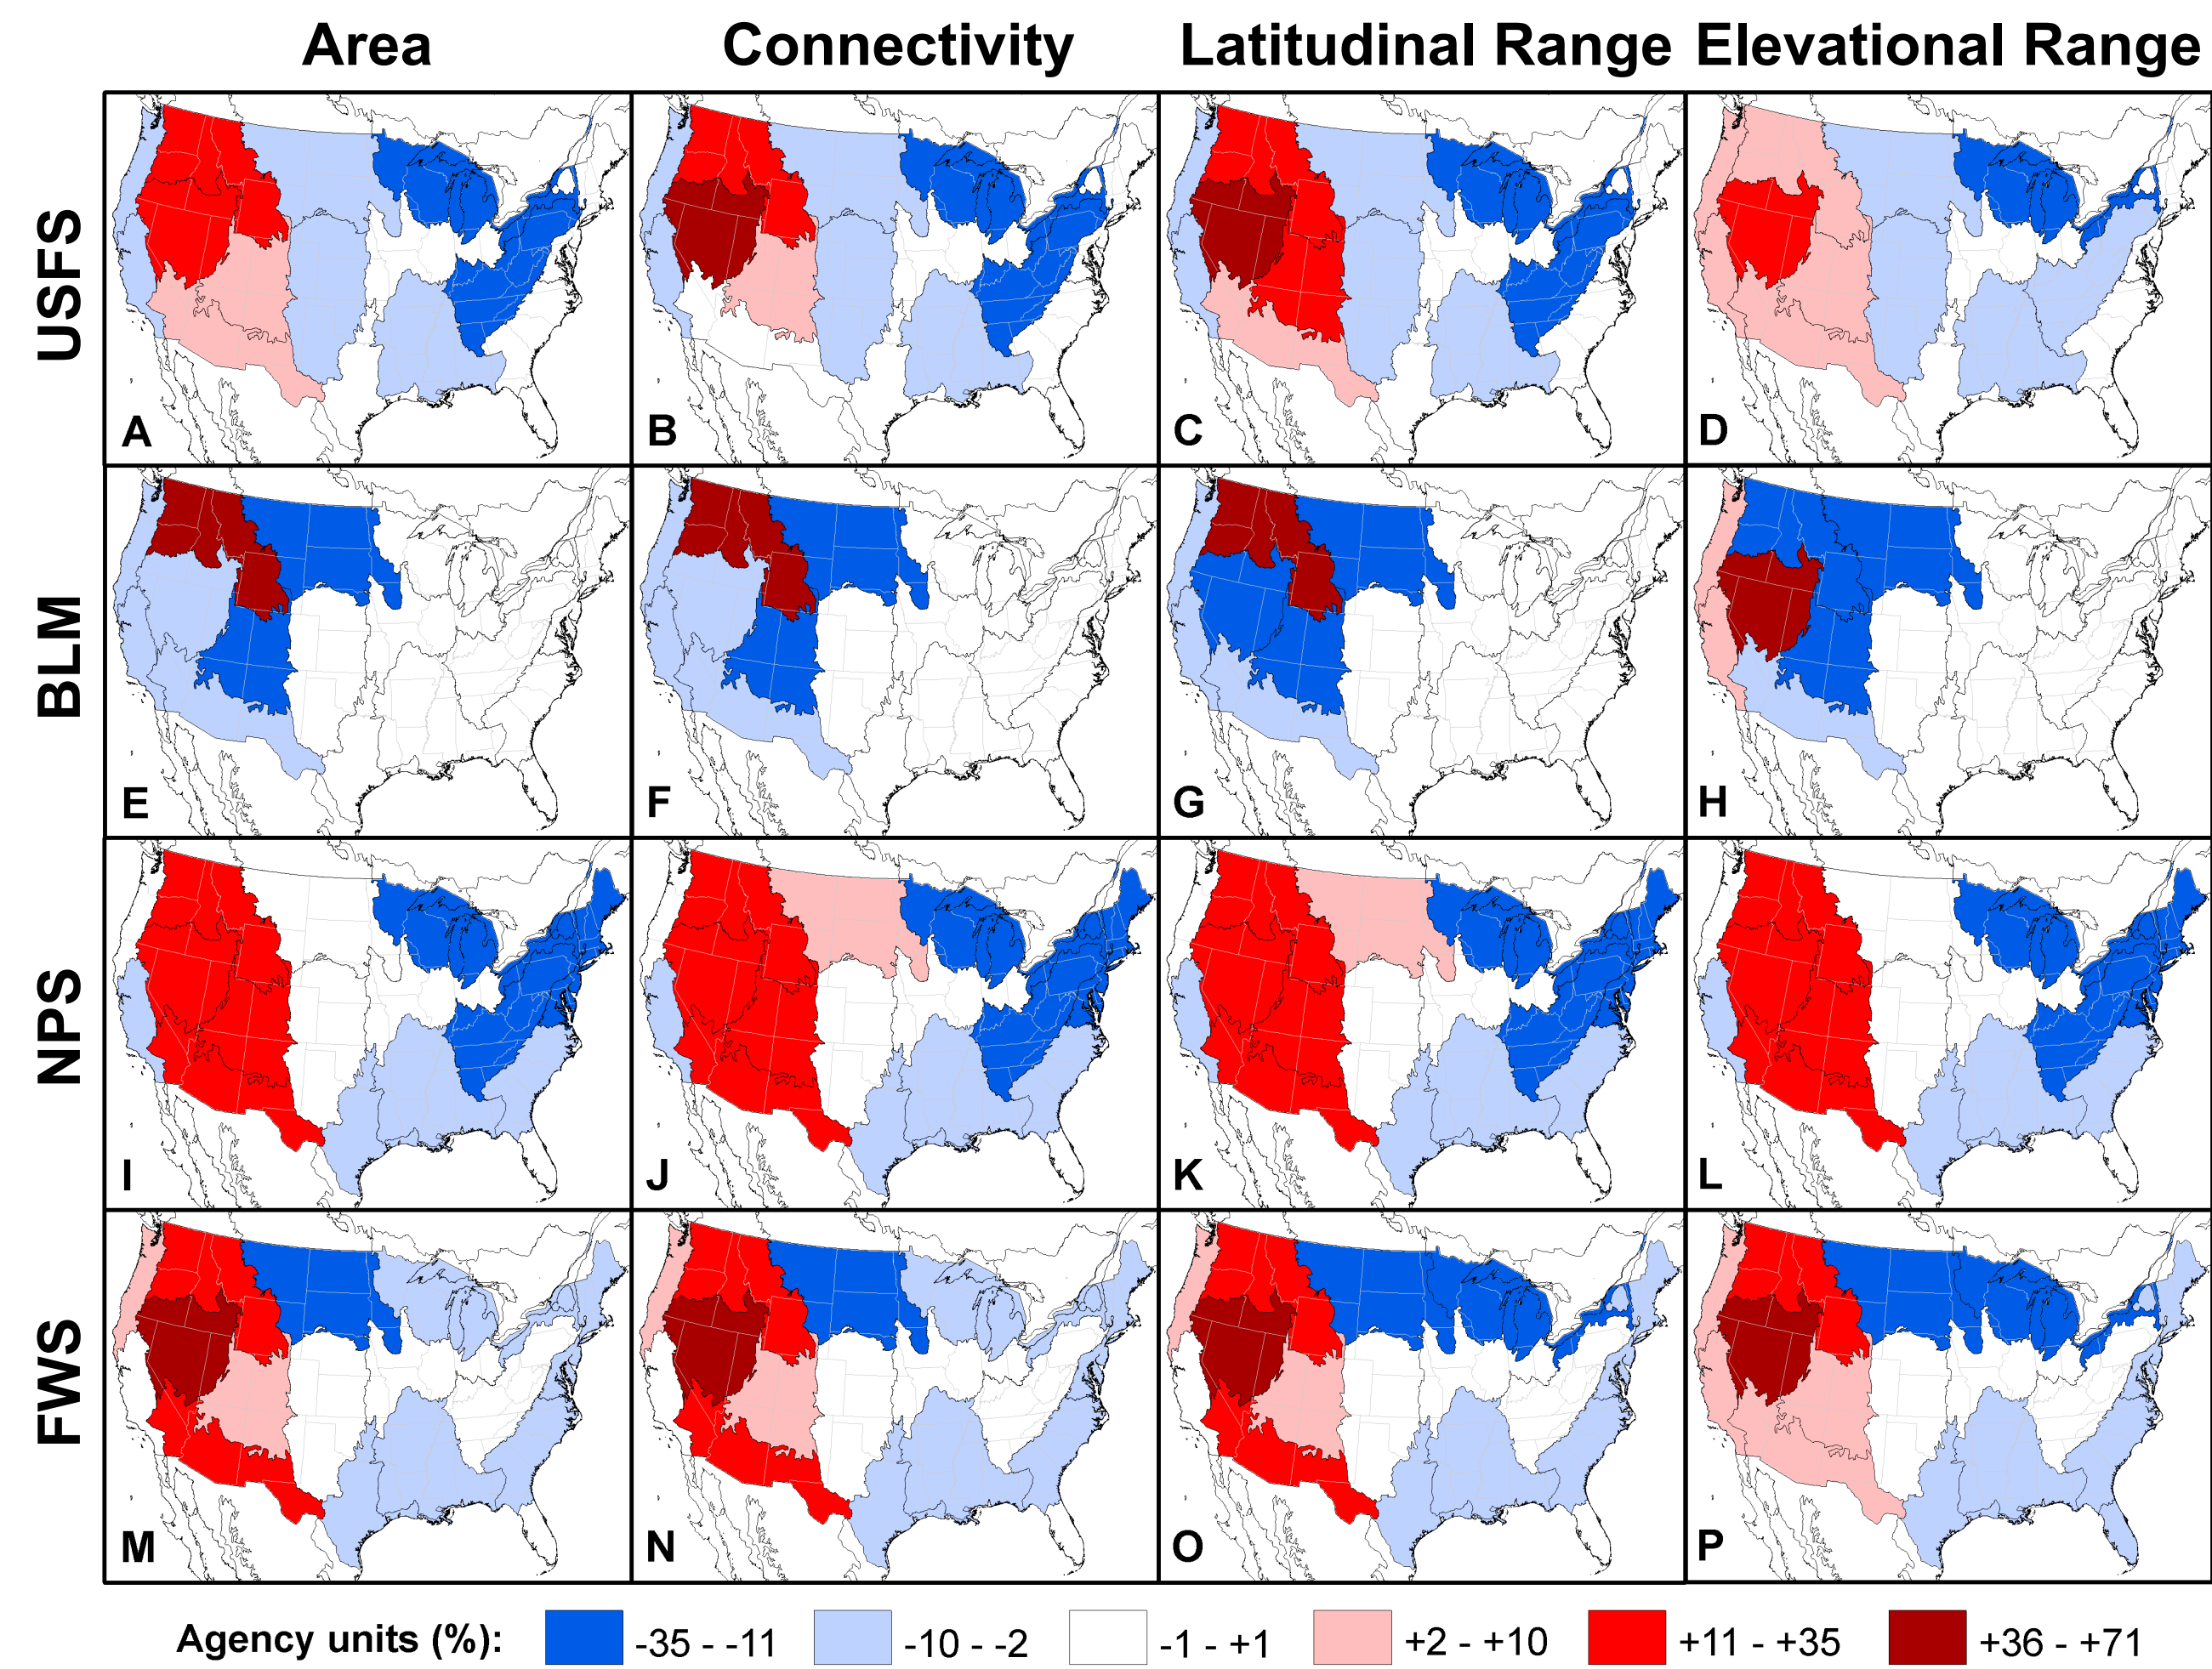 Area Connectivity Latitudinal Range Elevational Range
USFS
A B C D
BLM
E F G H
NPS
I J K L
FWS
M N O P
Agency units (%): -35 - -11 -10 - -2 -1 - +1 +2 - +10 +11 - +35 +36 - +71